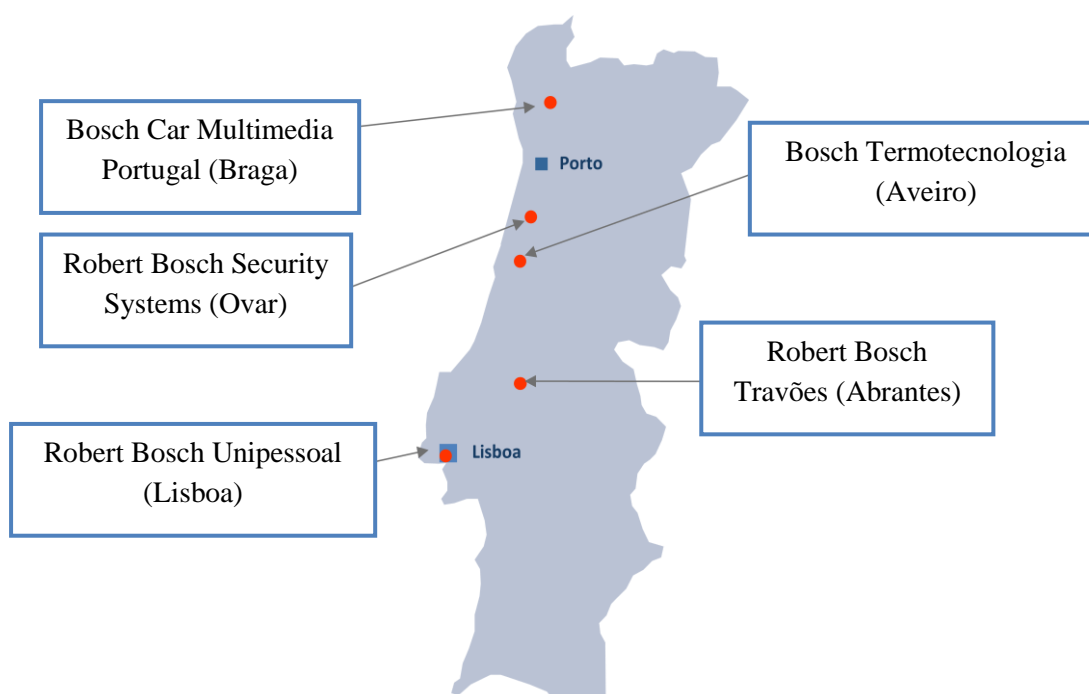 Bosch Car Multimedia
Portugal (Braga)
Porto
Bosch Termotecnologia
(Aveiro)
Robert Bosch Security
Systems (Ovar)
Robert Bosch
Travões (Abrantes)
Robert Bosch Unipessoal
(Lisboa)
Lisboa